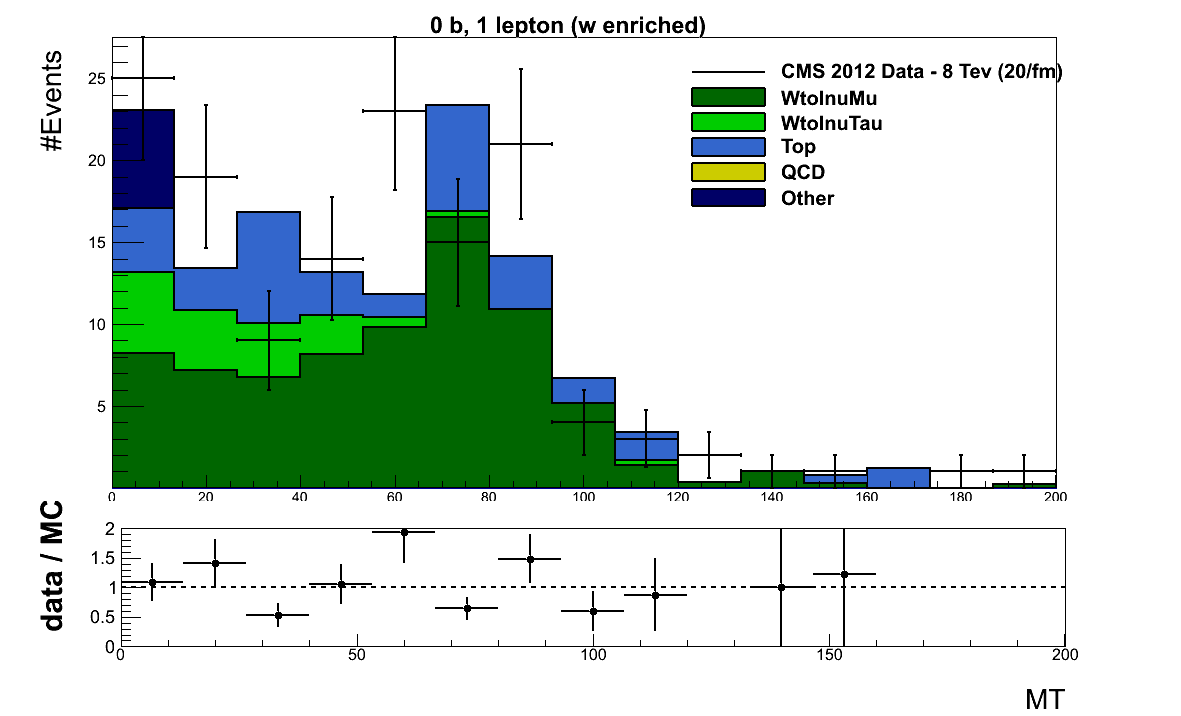 0 b, 1 lepton (w enriched)
#Events
25
20
15
10
5
CMS 2012 Data - 8 Tev (20/fm)
WtolnuMu
WtolnuTau
Top
QCD
Other
0 20 40 60 80 100 120 140 160 180 200
data / MC
2
1.5
1
0.5
0
0 50 100 150 200
MT